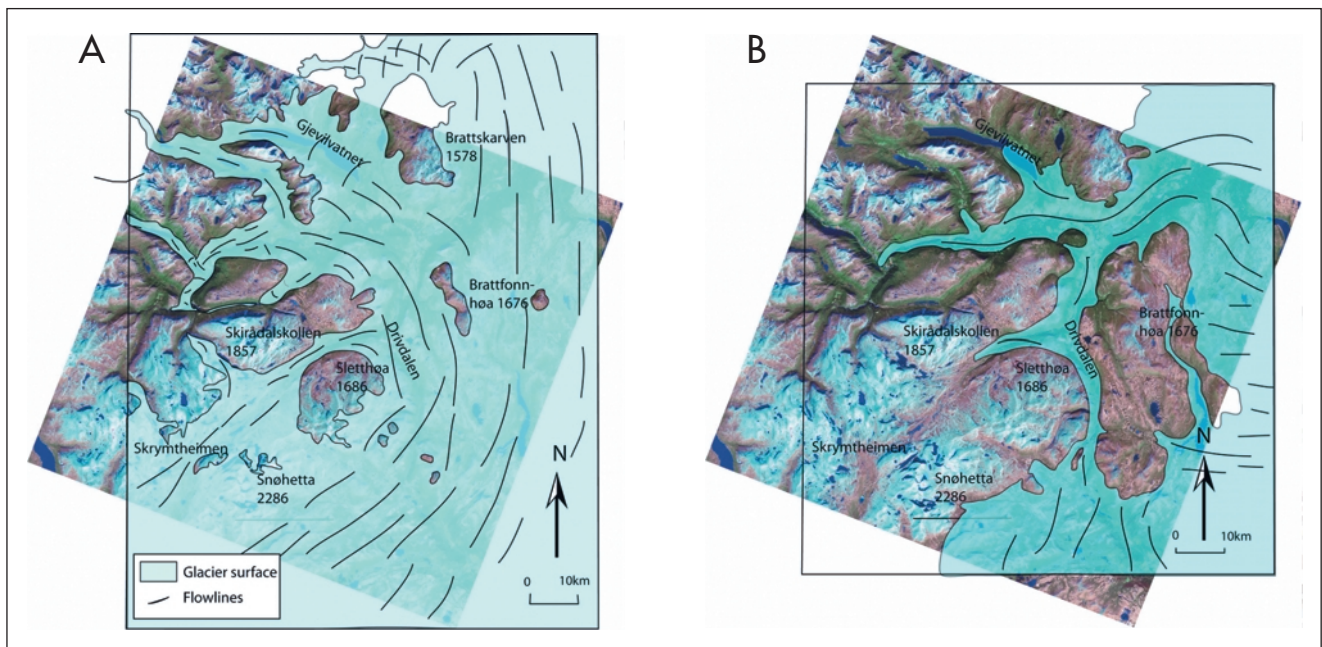 A
Gjevilvatnet
Brattskarven
1578
Brattfonn-
høa 1676
Skirådalskollen
1857
Drivdalen
Sletthøa
1686
Skrymtheimen
Snøhetta
2286
N
Glacier surface
Flowlines
0 10km
B
Gjevilvatnet
Brattfonn-
høa 1676
Skirådalskollen
1857
Drivdalen
Sletthøa
1686
Skrymtheimen
Snøhetta
2286
N
0 10km